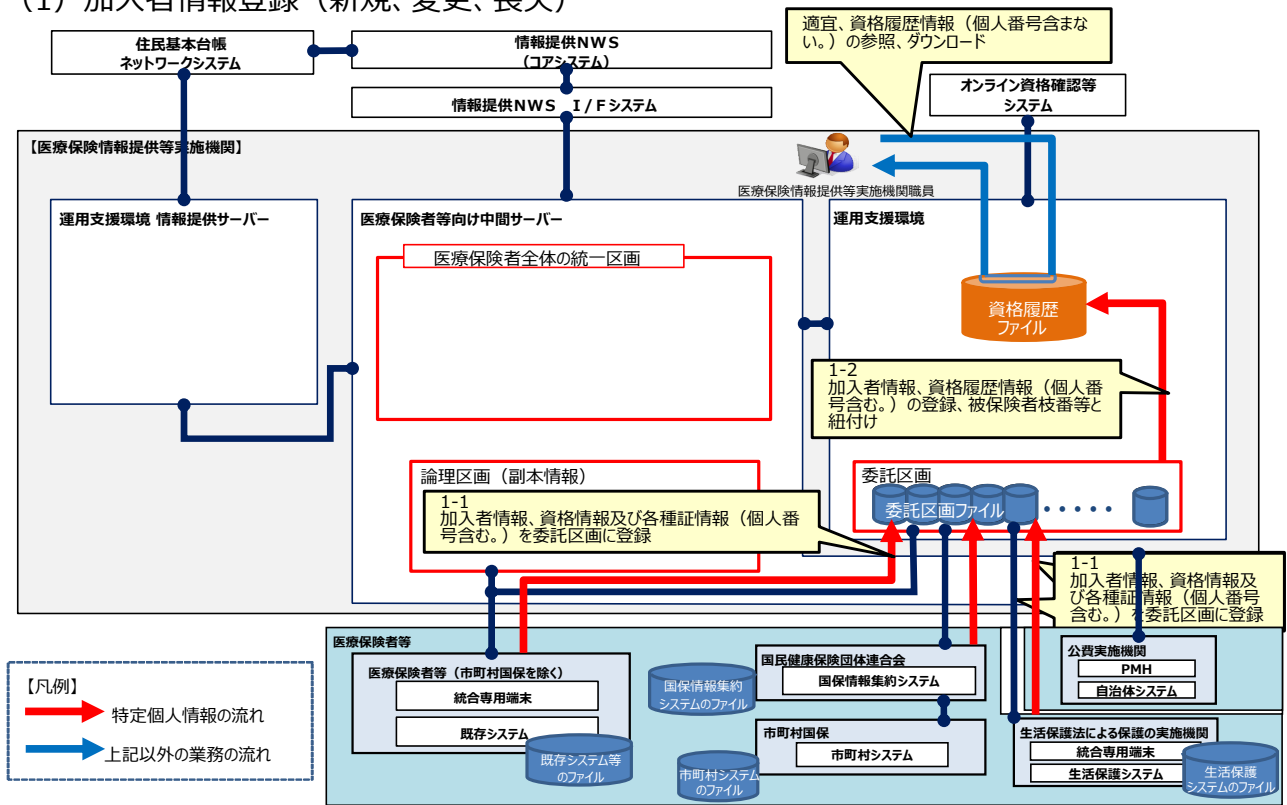 (1)加入者情報登録(新規、変更、喪失)
住民基本台帳
ネットワークシステム
情報提供NWS
(コアシステム)
情報提供NWS I/Fシステム
適宜、資格履歴情報(個人番号含まな
い。)の参照、ダウンロード
オンライン資格確認等
システム
【医療保険情報提供等実施機関】
医療保険情報提供等実施機関職員
運用支援環境 情報提供サーバー
医療保険者等向け中間サーバー
運用支援環境
医療保険者全体の統一区画
資格履歴
ファイル
1-2
加入者情報、資格履歴情報(個人番
号含む。)の登録、被保険者枝番等と
紐付け
論理区画(副本情報)
委託区画
委託区画ファイル
・・・・・
1-1
加入者情報、資格情報及び各種証情報(個人番
号含む。)を委託区画に登録
1-1
加入者情報、資格情報及
び各種証情報(個人番号
含む。)を委託区画に登録
医療保険者等
医療保険者等(市町村国保を除く)
統合専用端末
既存システム
既存システム等
のファイル
国保情報集約
システムのファイル
国民健康保険団体連合会
国保情報集約システム
市町村国保
市町村システム
市町村システム
のファイル
公費実施機関
PMH
自治体システム
生活保護法による保護の実施機関
統合専用端末
生活保護システム
生活保護
システムのファイル
【凡例】
特定個人情報の流れ
上記以外の業務の流れ